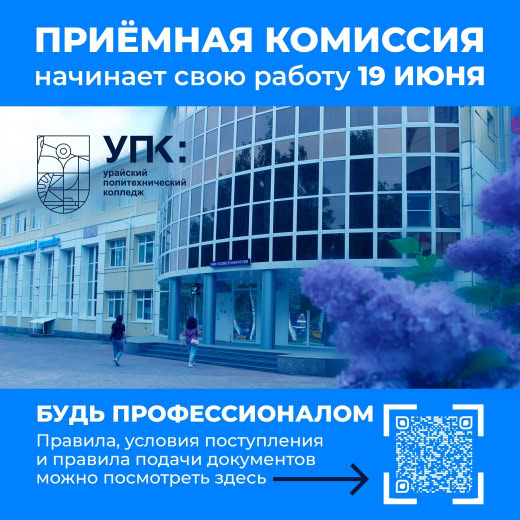 ПРИЁМНАЯ КОМИССИЯ
начинает свою работу 19 ИЮНЯ
УПК:
урайский
политехнический
колледж
БУДЬ ПРОФЕССИОНАЛОМ
Правила, условия поступления
и правила подачи документов
можно посмотреть здесь